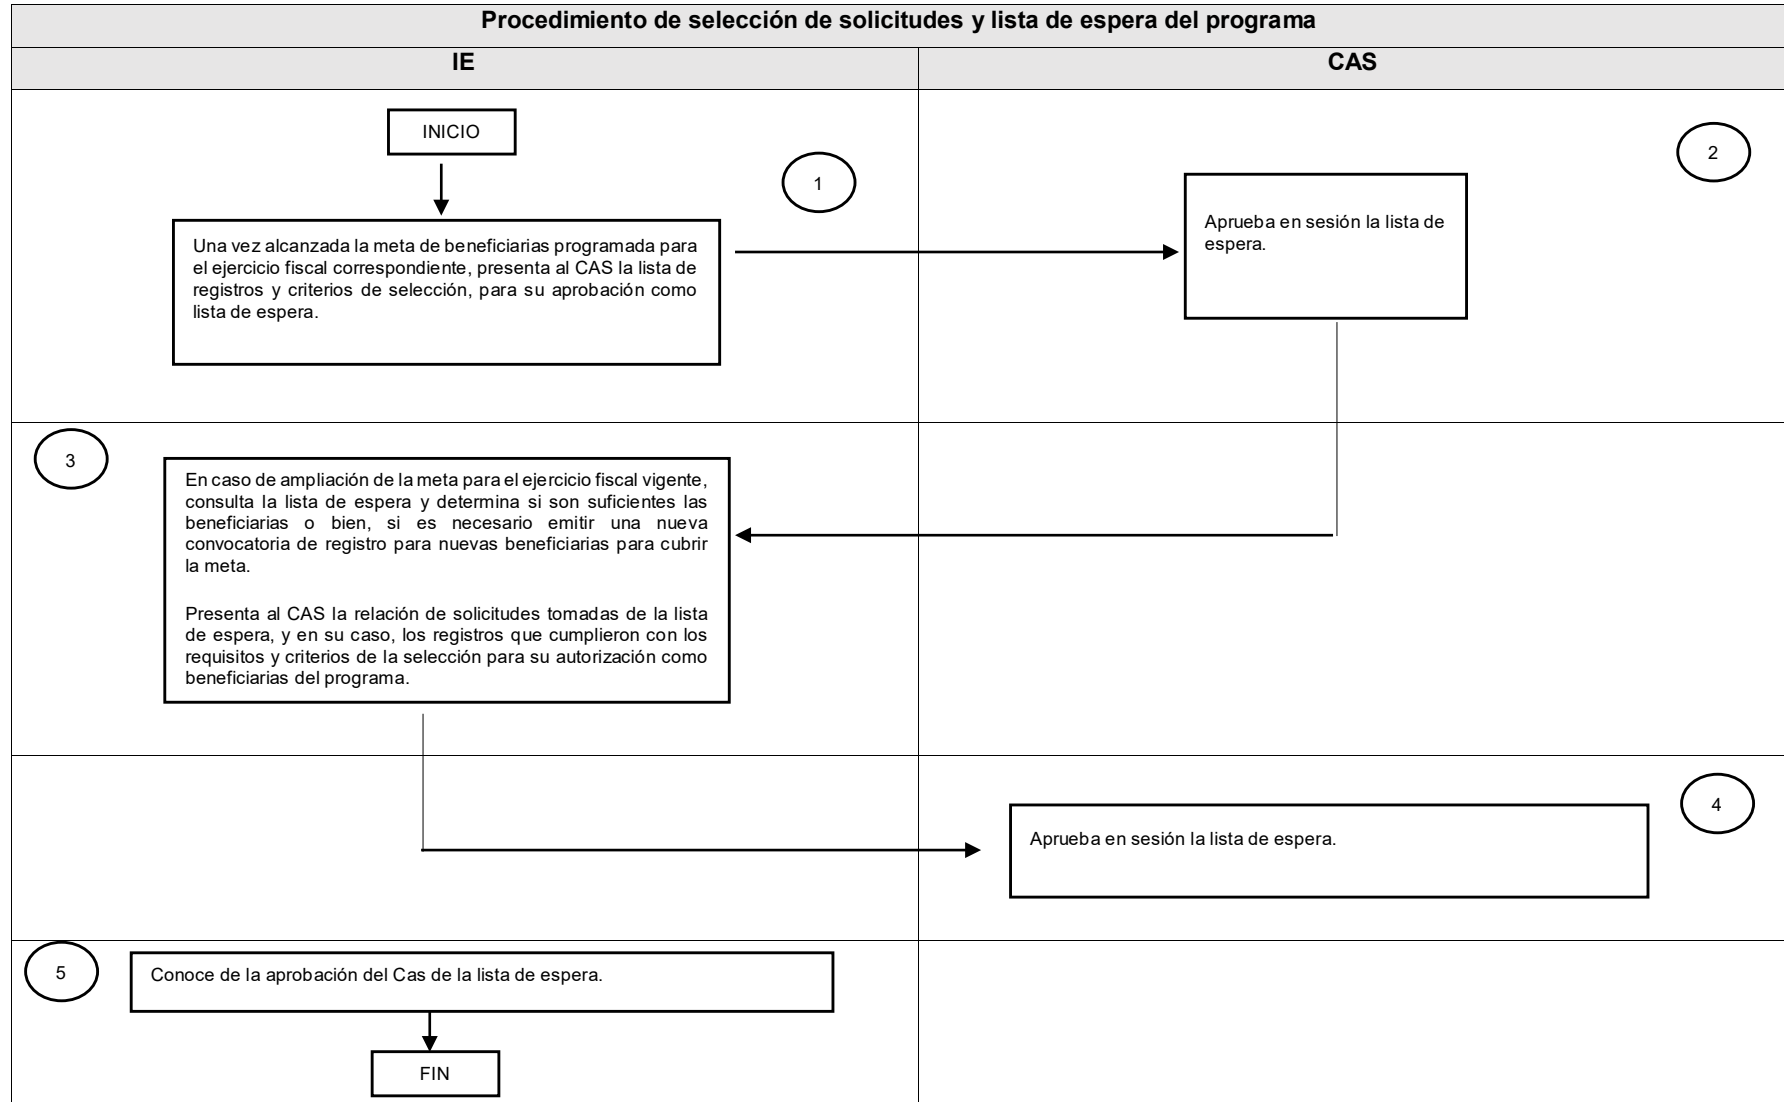 Procedimiento de selección de solicitudes y lista de espera del programa
IE
CAS
INICIO
1
2
Una vez alcanzada la meta de beneficiarias programada para
el ejercicio fiscal correspondiente, presenta al CAS la lista de
registros y criterios de selección, para su aprobación como
lista de espera.
Aprueba en sesión la lista de
espera.
3
En caso de ampliación de la meta para el ejercicio fiscal vigente,
consulta la lista de espera y determina si son suficientes las
beneficiarias o bien, si es necesario emitir una nueva
convocatoria de registro para nuevas beneficiarias para cubrir
la meta.
Presenta al CAS la relación de solicitudes tomadas de la lista
de espera, y en su caso, los registros que cumplieron con los
requisitos y criterios de la selección para su autorización como
beneficiarias del programa.
4
Aprueba en sesión la lista de espera.
5
Conoce de la aprobación del Cas de la lista de espera.
FIN